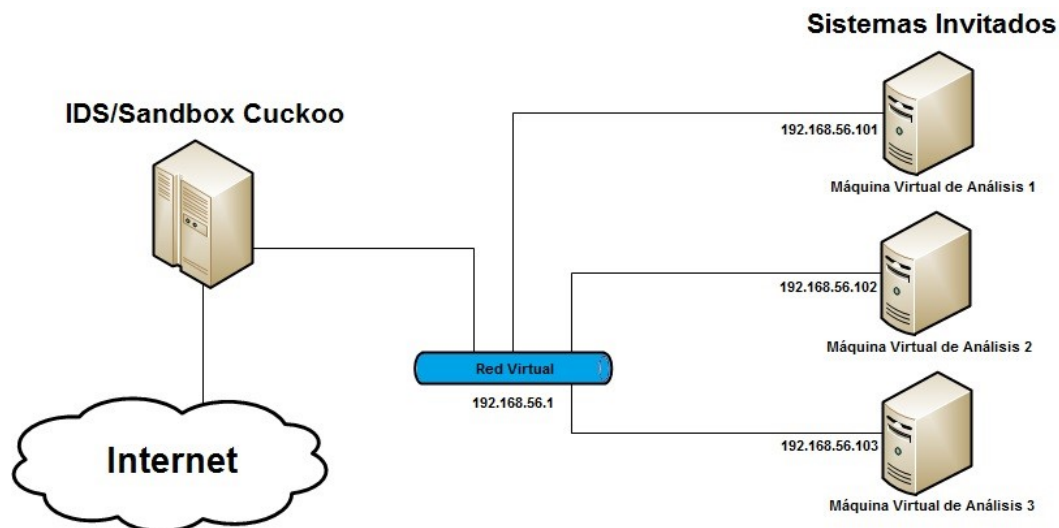 Sistemas Invitados
IDS/Sandbox Cuckoo
192.168.56.101
Máquina Virtual de Análisis 1
192.168.56.102
Máquina Virtual de Análisis 2
Red Virtual
192.168.56.1
192.168.56.103
Internet
Máquina Virtual de Análisis 3